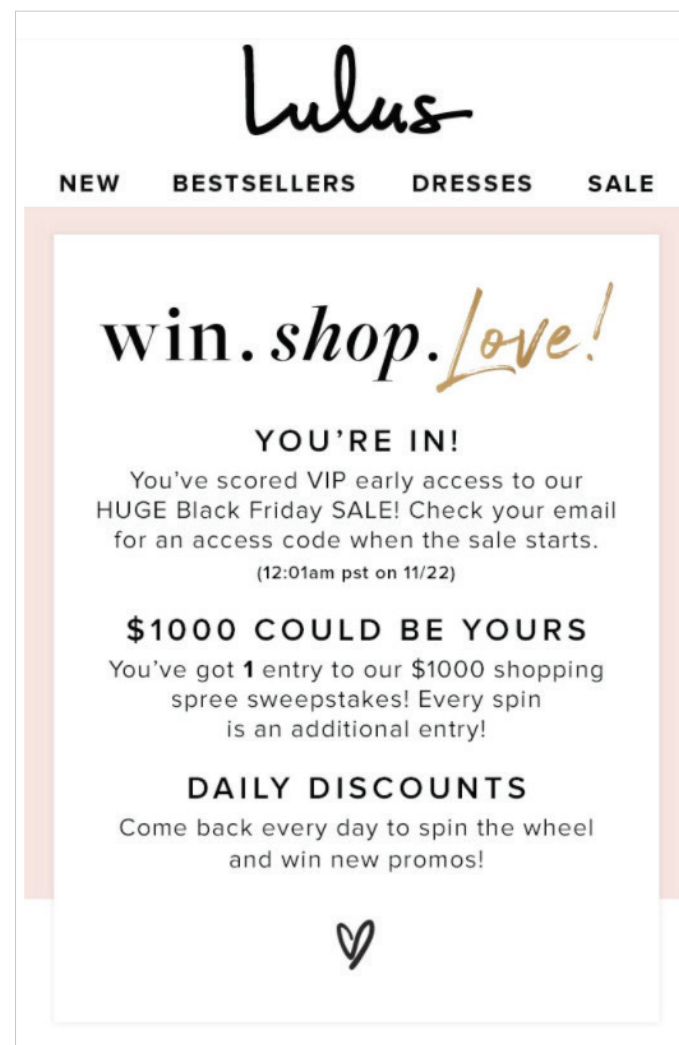 Lulus
NEW BESTSELLERS DRESSES SALE
win. shop. Love!
YOU'RE IN!
You've scored VIP early access to our
HUGE Black Friday SALE! Check your email
for an access code when the sale starts.
(12:01am pst on 11/22)
$1000 COULD BE YOURS
You've got 1 entry to our $1000 shopping
spree sweepstakes! Every spin
is an additional entry!
DAILY DISCOUNTS
Come back every day to spin the wheel
and win new promos!